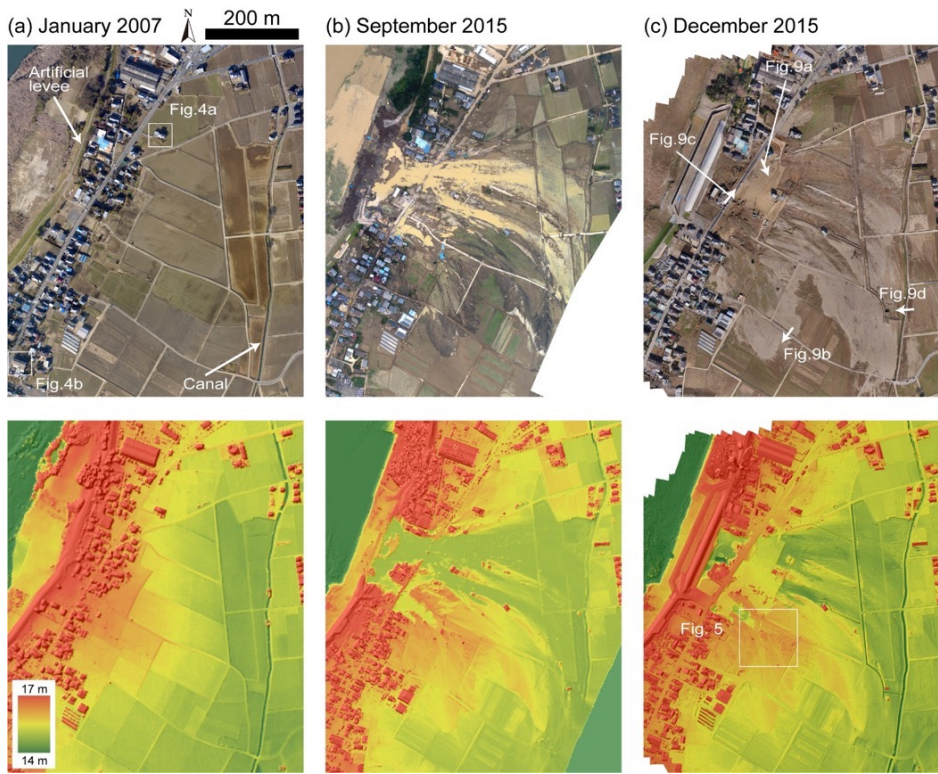 (a) January 2007
N
200 m
(b) September 2015
(c) December 2015
Artificial
levee
Fig.4a
Fig.9a
Fig.9c
Fig.9d
Fig.9b
Fig.4b
Canal
Fig. 5
17 m
14 m